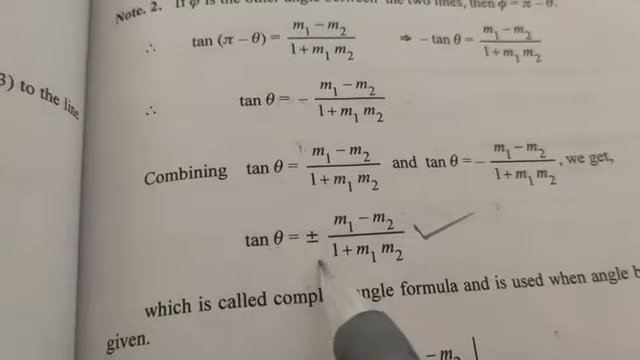 Note. 2. If φ is the other angle between the two lines, then φ = π − θ.
∴ tan (π − θ) = (m₁ − m₂)/(1 + m₁ m₂) ⇒ − tan θ = (m₁ − m₂)/(1 + m₁ m₂)
3) to the line
∴ tan θ = − (m₁ − m₂)/(1 + m₁ m₂)
Combining tan θ = (m₁ − m₂)/(1 + m₁ m₂) and tan θ = − (m₁ − m₂)/(1 + m₁ m₂), we get,
tan θ = ± (m₁ − m₂)/(1 + m₁ m₂)
which is called compl ngle formula and is used when angle b
given.
− m₂ |